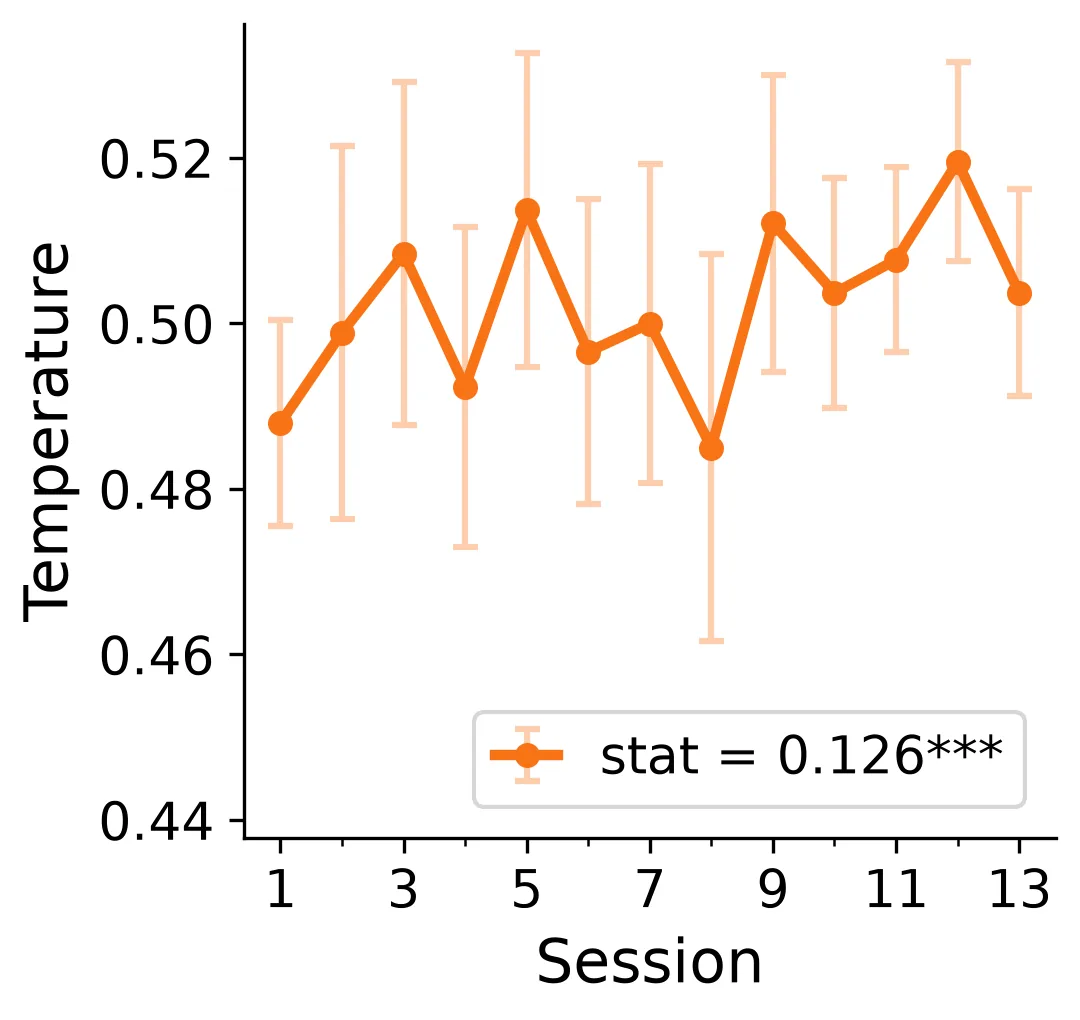 Temperature
0.52
0.50
0.48
0.46
0.44
stat = 0.126***
1 3 5 7 9 11 13
Session